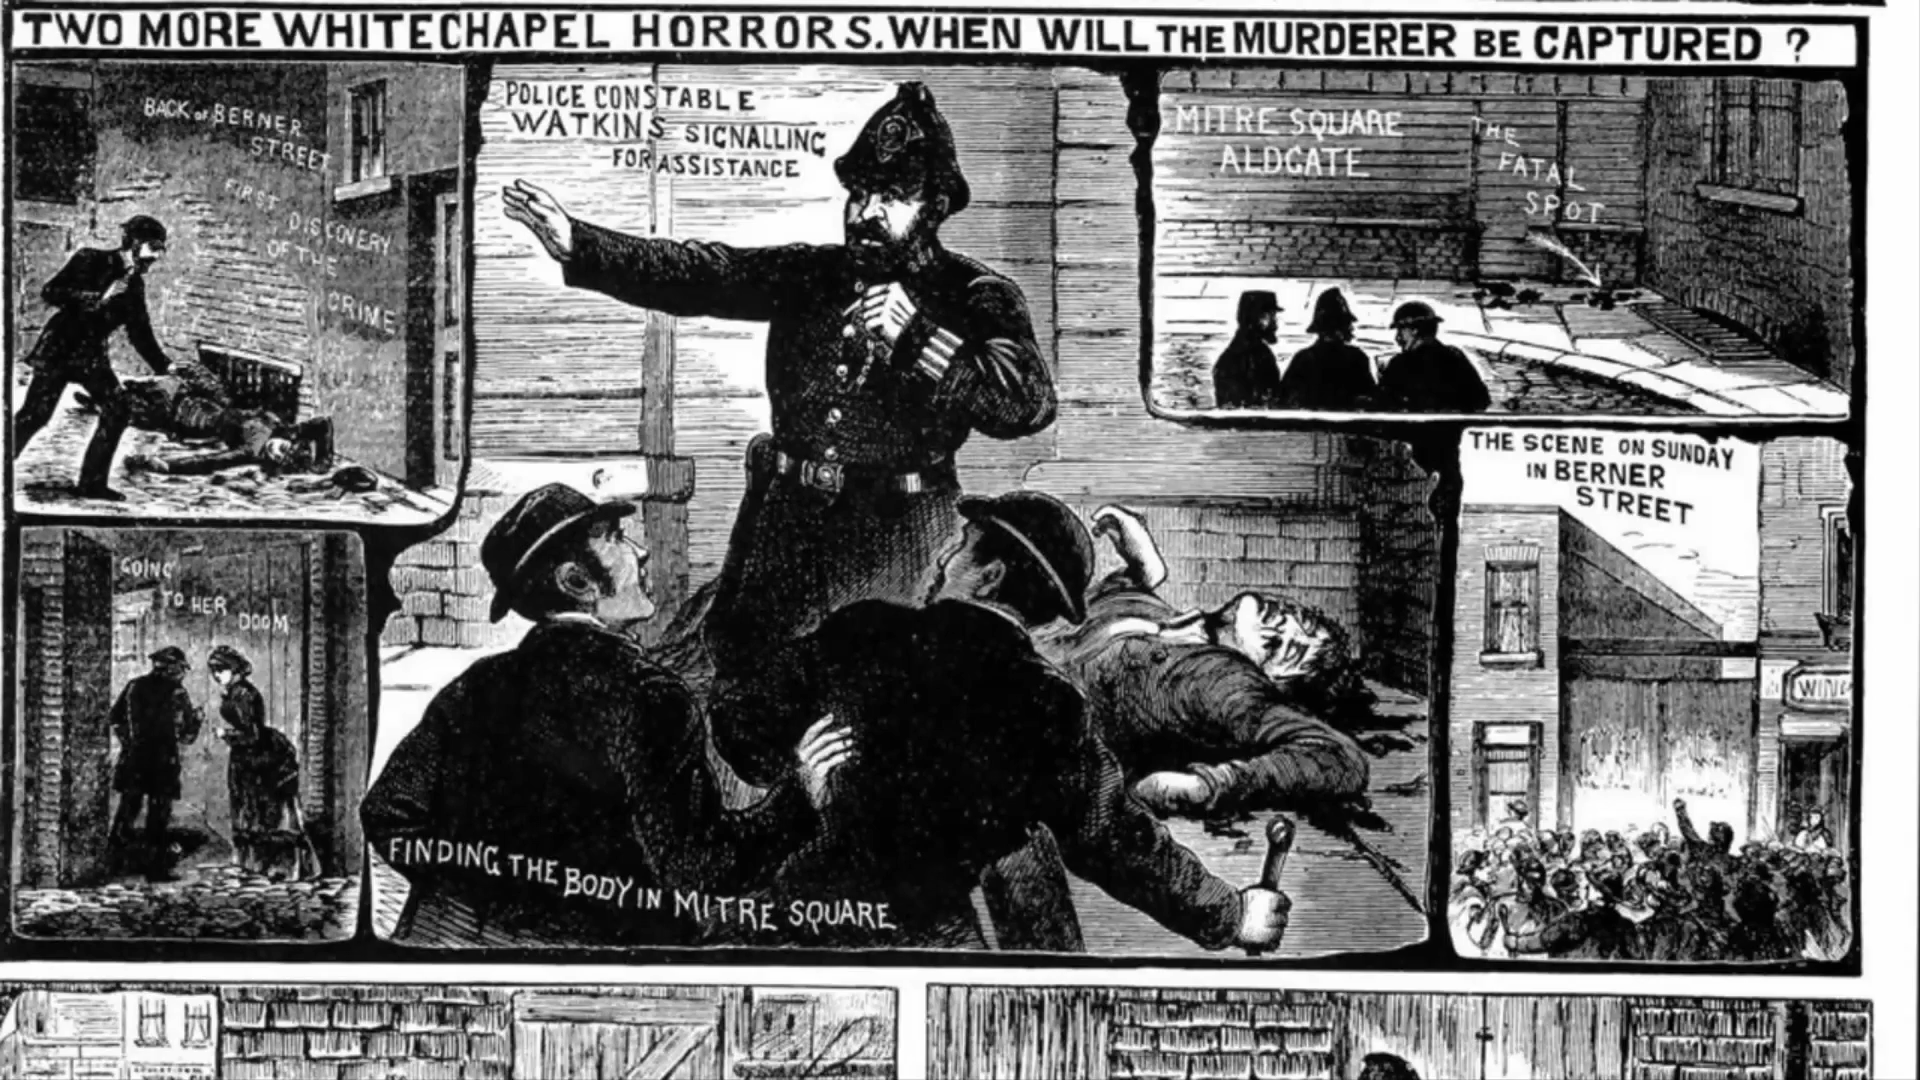 TWO MORE WHITECHAPEL HORRORS. WHEN WILL THE MURDERER BE CAPTURED ?
BACK of BERNER
STREET
FIRST DISCOVERY
OF THE
CRIME
POLICE CONSTABLE
WATKINS SIGNALLING
FOR ASSISTANCE
MITRE SQUARE
ALDGATE
THE
FATAL
SPOT
THE SCENE ON SUNDAY
IN BERNER
STREET
GOING
TO HER
DOOM
FINDING THE BODY IN MITRE SQUARE